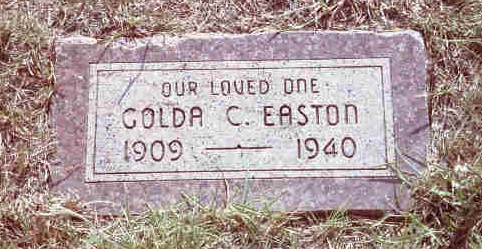 OUR LOVED ONE
GOLDA C. EASTON
1909 — 1940